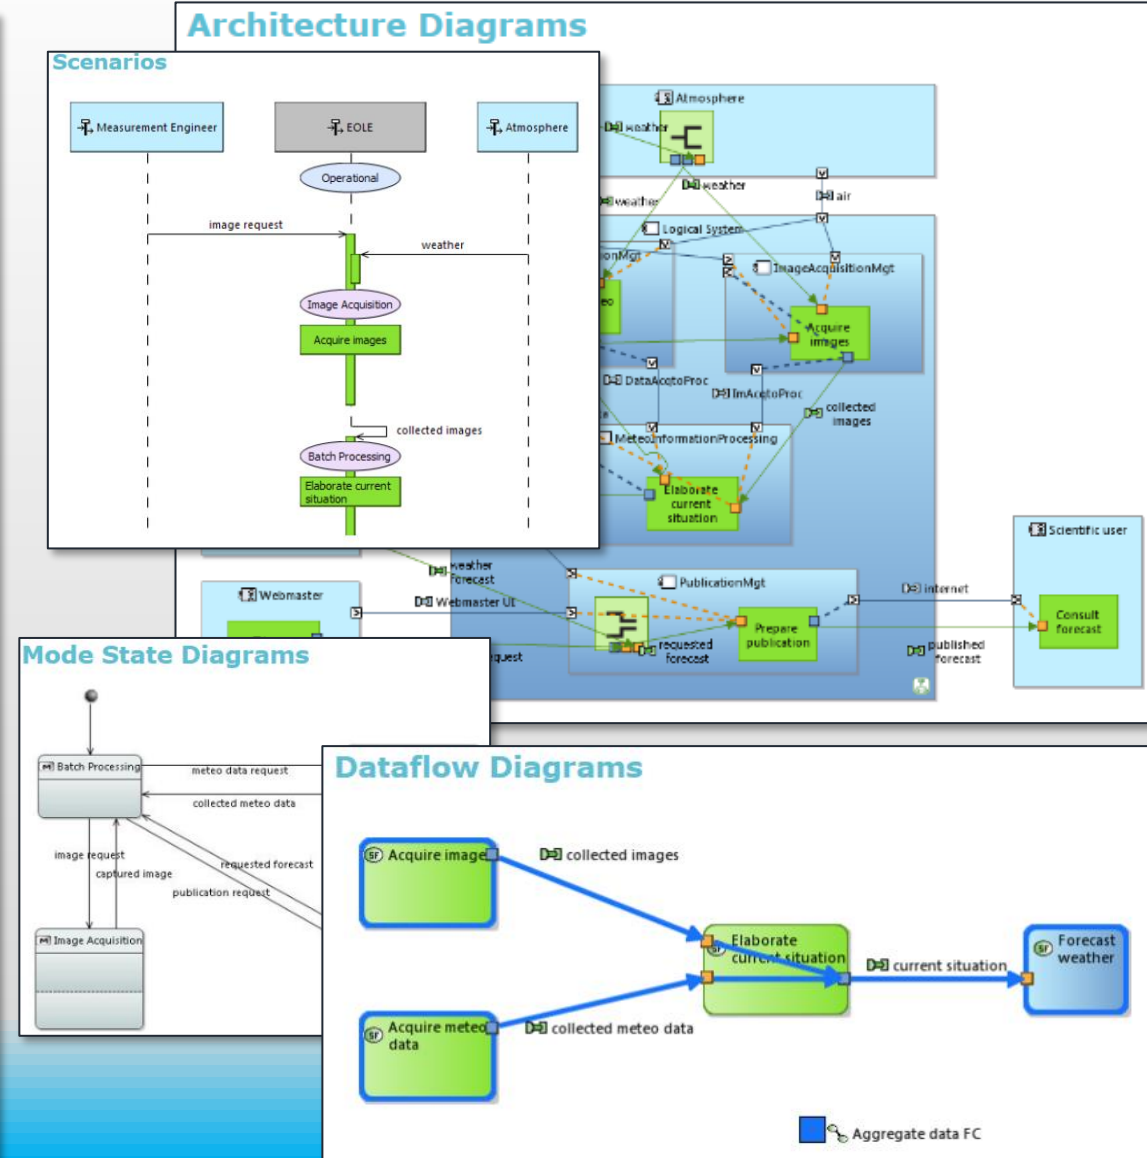 Architecture Diagrams
Scenarios
Measurement Engineer
EOLE
Atmosphere
Operational
image request
weather
Image Acquisition
Acquire images
collected images
Batch Processing
Elaborate current
situation
Atmosphere
weather
weather
weather
air
Logical System
ImageAcquisitionMgt
Acquire
images
DataAcqtoProc
ImAcqtoProc
collected
images
MeteoInformationProcessing
Elaborate
current
situation
Scientific user
weather
forecast
PublicationMgt
internet
Webmaster
Webmaster UI
Consult
forecast
Prepare
publication
requested
forecast
published
forecast
Mode State Diagrams
Batch Processing
meteo data request
collected meteo data
image request
requested forecast
captured image
publication request
Image Acquisition
Dataflow Diagrams
Acquire image
collected images
Elaborate
current situation
Forecast
weather
current situation
Acquire meteo
data
collected meteo data
Aggregate data FC